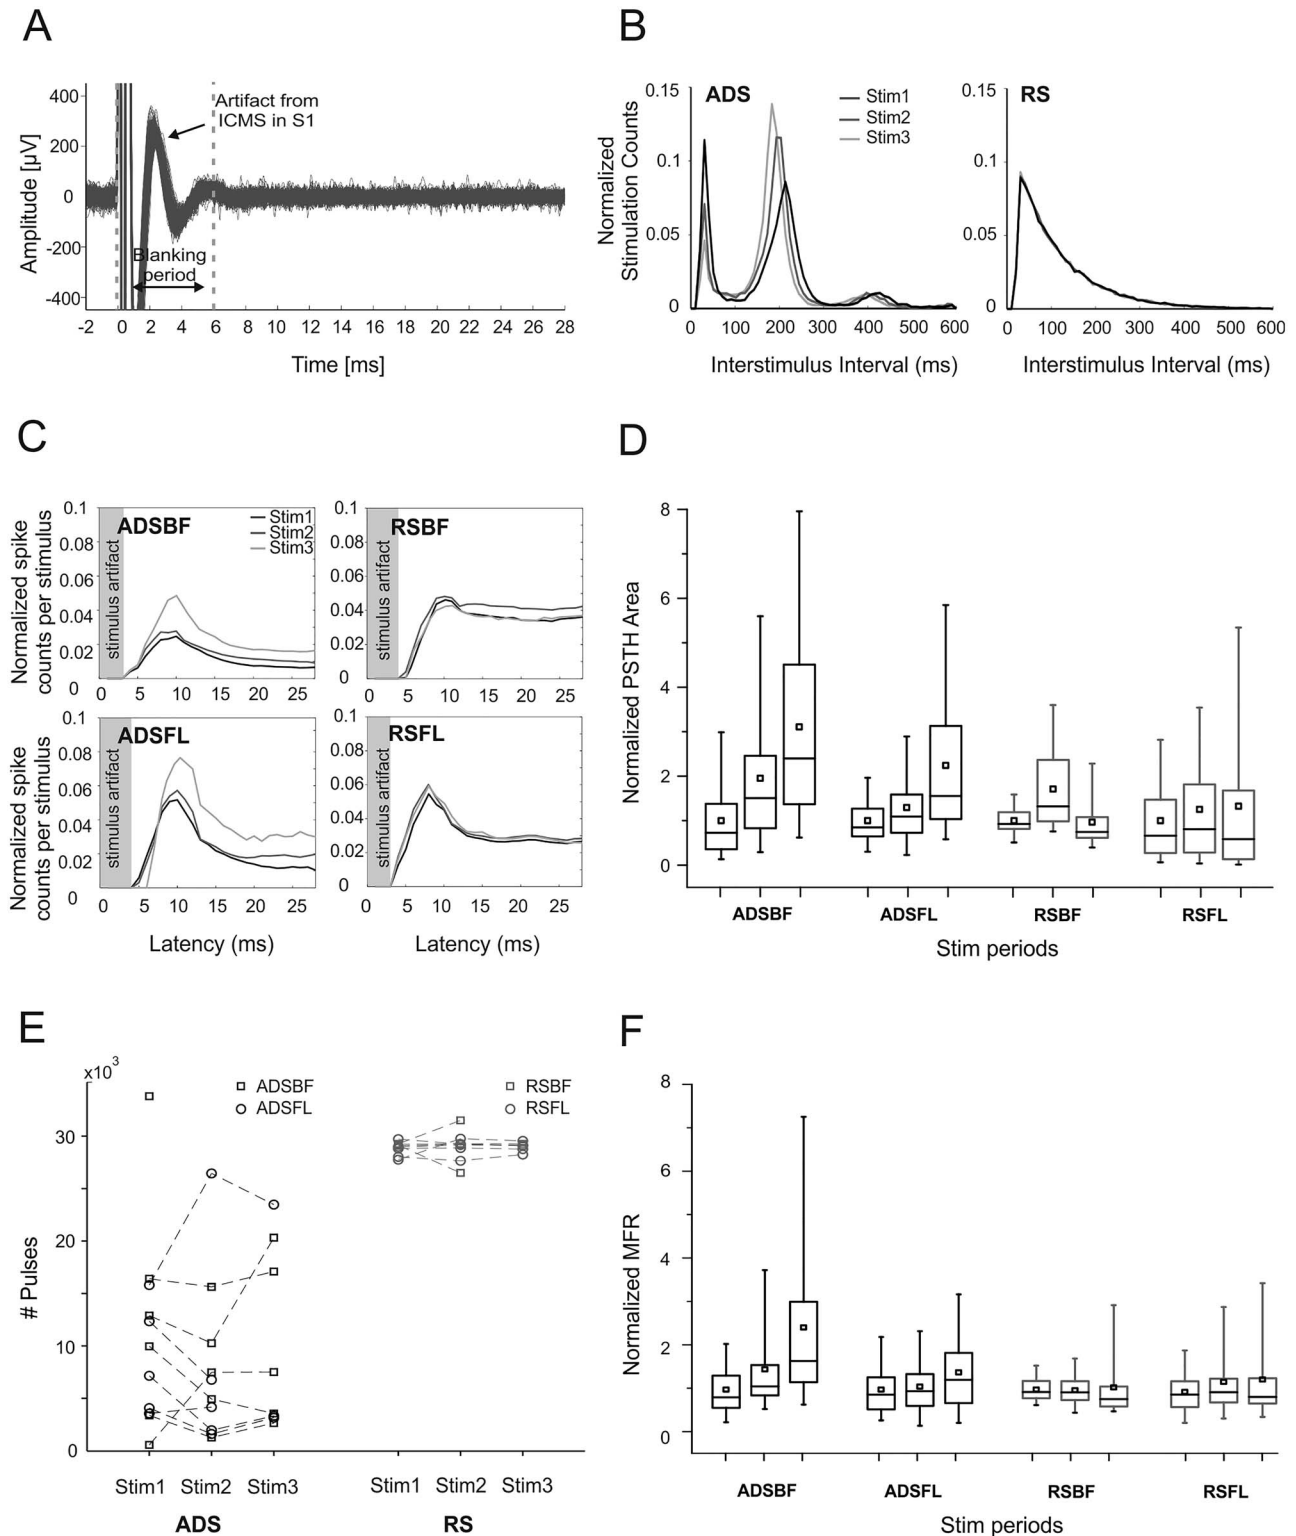 A
400
200
0
-200
-400
Amplitude [µV]
Artifact from
ICMS in S1
Blanking
period
-2 0 2 4 6 8 10 12 14 16 18 20 22 24 26 28
Time [ms]
B
0.15
0.1
0.05
0
Normalized
Stimulation Counts
ADS
Stim1
Stim2
Stim3
0 100 200 300 400 500 600
Interstimulus Interval (ms)
0.15
0.1
0.05
0
RS
0 100 200 300 400 500 600
Interstimulus Interval (ms)
C
Normalized spike
counts per stimulus
0.1
0.08
0.06
0.04
0.02
0
stimulus artifact
ADSBF
Stim1
Stim2
Stim3
5 10 15 20 25
0.1
0.08
0.06
0.04
0.02
0
stimulus artifact
RSBF
0 5 10 15 20 25
Normalized spike
counts per stimulus
0.1
0.08
0.06
0.04
0.02
0
stimulus artifact
ADSFL
0 5 10 15 20 25
Latency (ms)
0.1
0.08
0.06
0.04
0.02
0
stimulus artifact
RSFL
0 5 10 15 20 25
Latency (ms)
D
8
6
4
2
0
Normalized PSTH Area
ADSBF ADSFL RSBF RSFL
Stim periods
E
x10³
30
20
10
0
# Pulses
ADSBF
ADSFL
RSBF
RSFL
Stim1 Stim2 Stim3 Stim1 Stim2 Stim3
ADS RS
F
8
6
4
2
0
Normalized MFR
ADSBF ADSFL RSBF RSFL
Stim periods